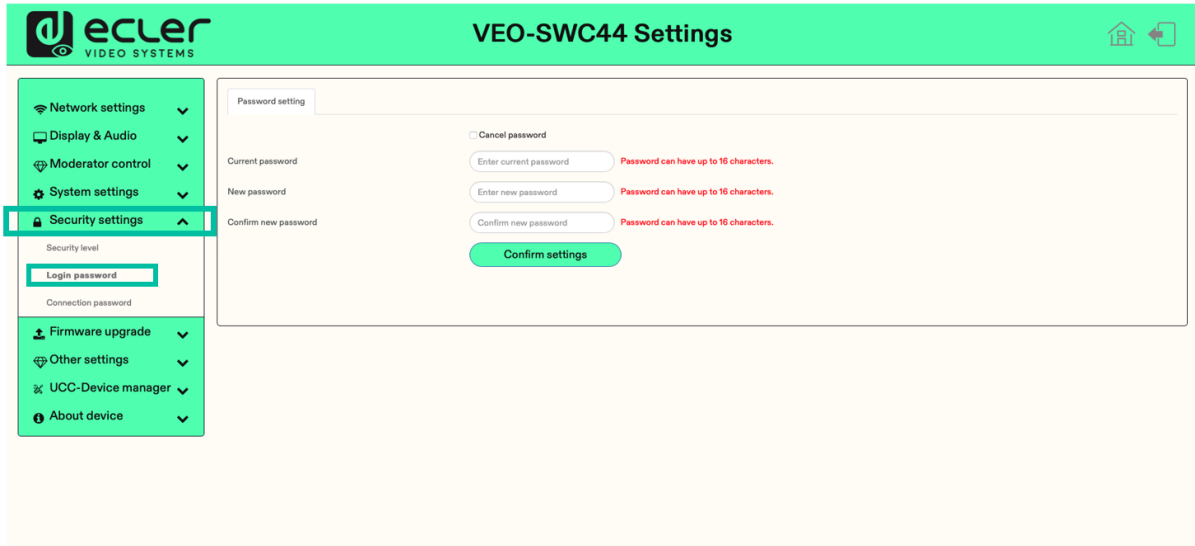 ecler
VIDEO SYSTEMS
VEO-SWC44 Settings
Network settings
Display & Audio
Moderator control
System settings
Security settings
Security level
Login password
Connection password
Firmware upgrade
Other settings
UCC-Device manager
About device
Password setting
Cancel password
Current password Enter current password Password can have up to 16 characters.
New password Enter new password Password can have up to 16 characters.
Confirm new password Confirm new password Password can have up to 16 characters.
Confirm settings